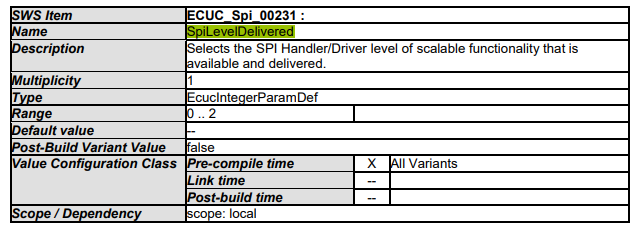 SWS Item ECUC_Spi_00231 :
Name SpiLevelDelivered
Description Selects the SPI Handler/Driver level of scalable functionality that is
available and delivered.
Multiplicity 1
Type EcucIntegerParamDef
Range 0 .. 2
Default value --
Post-Build Variant Value false
Value Configuration Class Pre-compile time X All Variants
Link time --
Post-build time --
Scope / Dependency scope: local